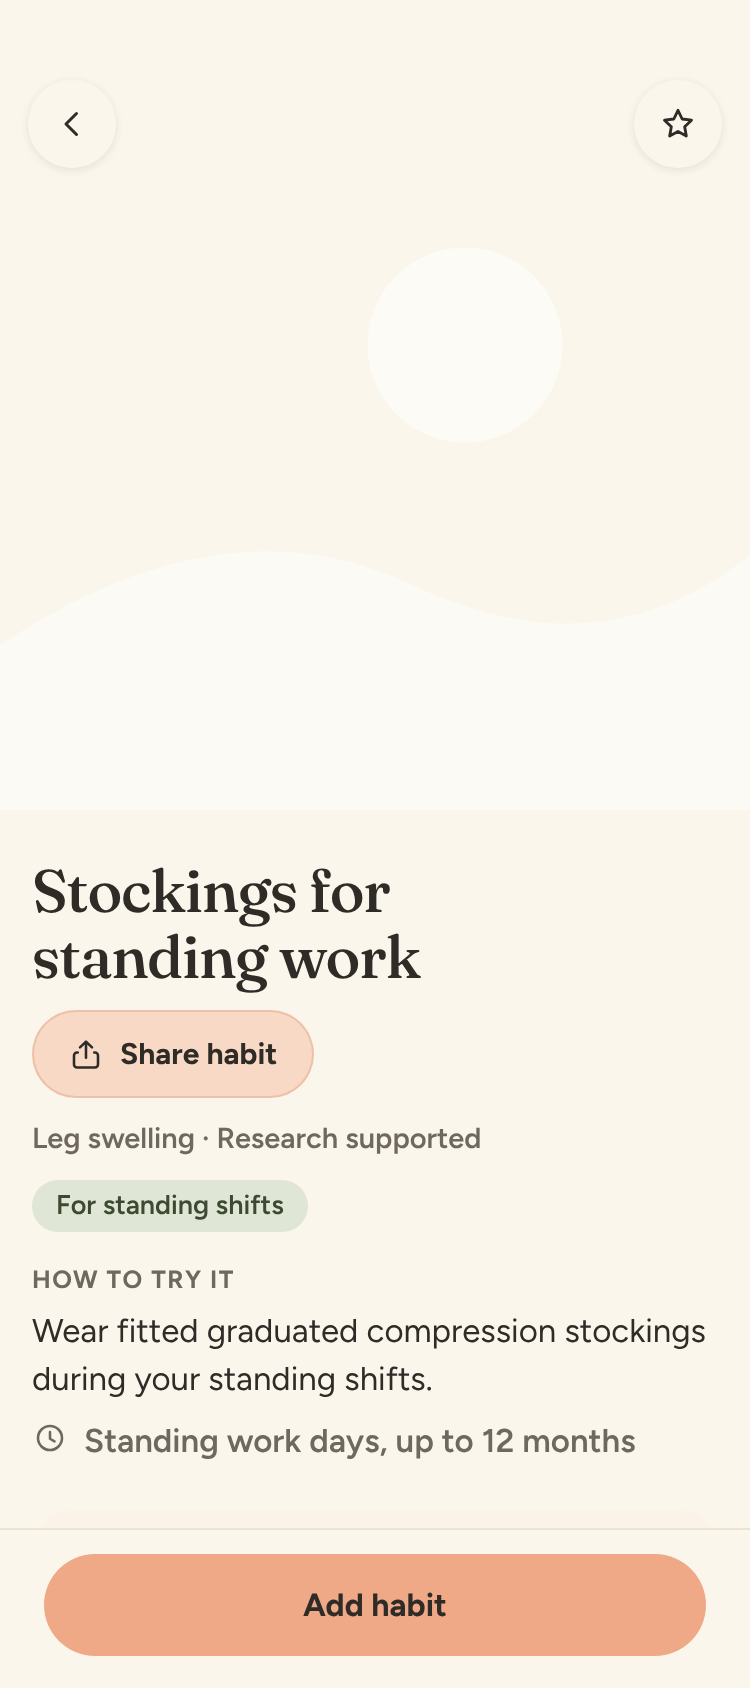 Stockings for
standing work
Share habit
Leg swelling · Research supported
For standing shifts
HOW TO TRY IT
Wear fitted graduated compression stockings
during your standing shifts.
Standing work days, up to 12 months
Add habit